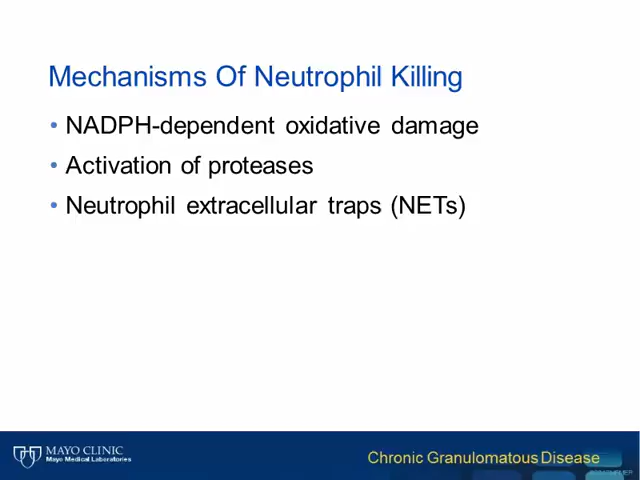 Mechanisms Of Neutrophil Killing
• NADPH-dependent oxidative damage
• Activation of proteases
• Neutrophil extracellular traps (NETs)
MAYO CLINIC
Mayo Medical Laboratories
Chronic Granulomatous Disease